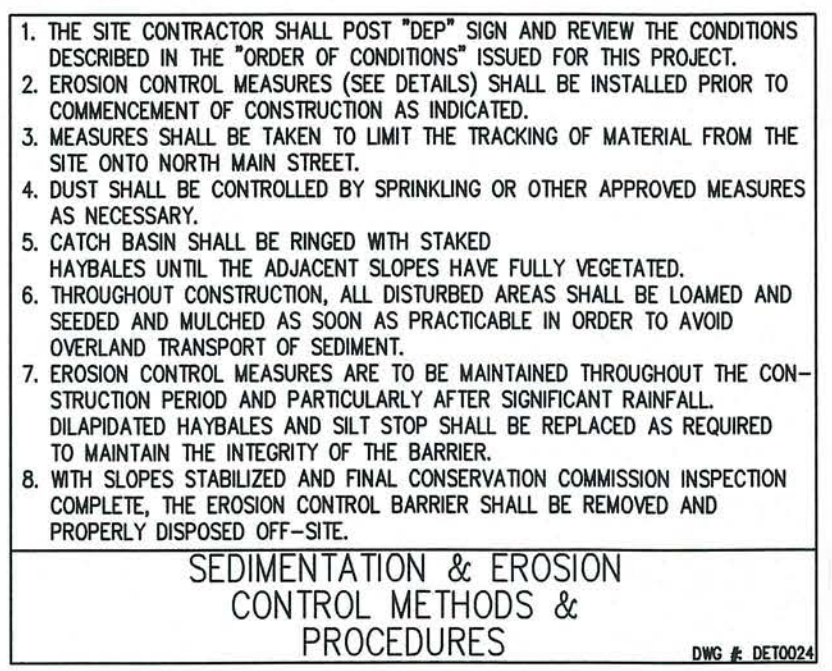 1. THE SITE CONTRACTOR SHALL POST "DEP" SIGN AND REVIEW THE CONDITIONS
DESCRIBED IN THE "ORDER OF CONDITIONS" ISSUED FOR THIS PROJECT.
2. EROSION CONTROL MEASURES (SEE DETAILS) SHALL BE INSTALLED PRIOR TO
COMMENCEMENT OF CONSTRUCTION AS INDICATED.
3. MEASURES SHALL BE TAKEN TO LIMIT THE TRACKING OF MATERIAL FROM THE
SITE ONTO NORTH MAIN STREET.
4. DUST SHALL BE CONTROLLED BY SPRINKLING OR OTHER APPROVED MEASURES
AS NECESSARY.
5. CATCH BASIN SHALL BE RINGED WITH STAKED
HAYBALES UNTIL THE ADJACENT SLOPES HAVE FULLY VEGETATED.
6. THROUGHOUT CONSTRUCTION, ALL DISTURBED AREAS SHALL BE LOAMED AND
SEEDED AND MULCHED AS SOON AS PRACTICABLE IN ORDER TO AVOID
OVERLAND TRANSPORT OF SEDIMENT.
7. EROSION CONTROL MEASURES ARE TO BE MAINTAINED THROUGHOUT THE CON-
STRUCTION PERIOD AND PARTICULARLY AFTER SIGNIFICANT RAINFALL.
DILAPIDATED HAYBALES AND SILT STOP SHALL BE REPLACED AS REQUIRED
TO MAINTAIN THE INTEGRITY OF THE BARRIER.
8. WITH SLOPES STABILIZED AND FINAL CONSERVATION COMMISSION INSPECTION
COMPLETE, THE EROSION CONTROL BARRIER SHALL BE REMOVED AND
PROPERLY DISPOSED OFF-SITE.
SEDIMENTATION & EROSION
CONTROL METHODS &
PROCEDURES
DWG #: DET0024